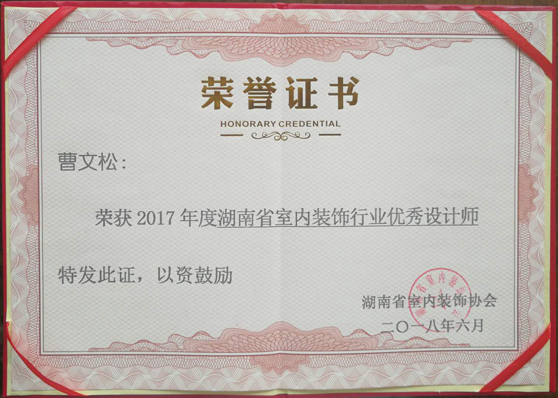 荣誉证书
HONORARY CREDENTIAL
曹文松:
荣获2017年度湖南省室内装饰行业优秀设计师
特发此证，以资鼓励
湖南省室内装饰协会
二〇一八年六月